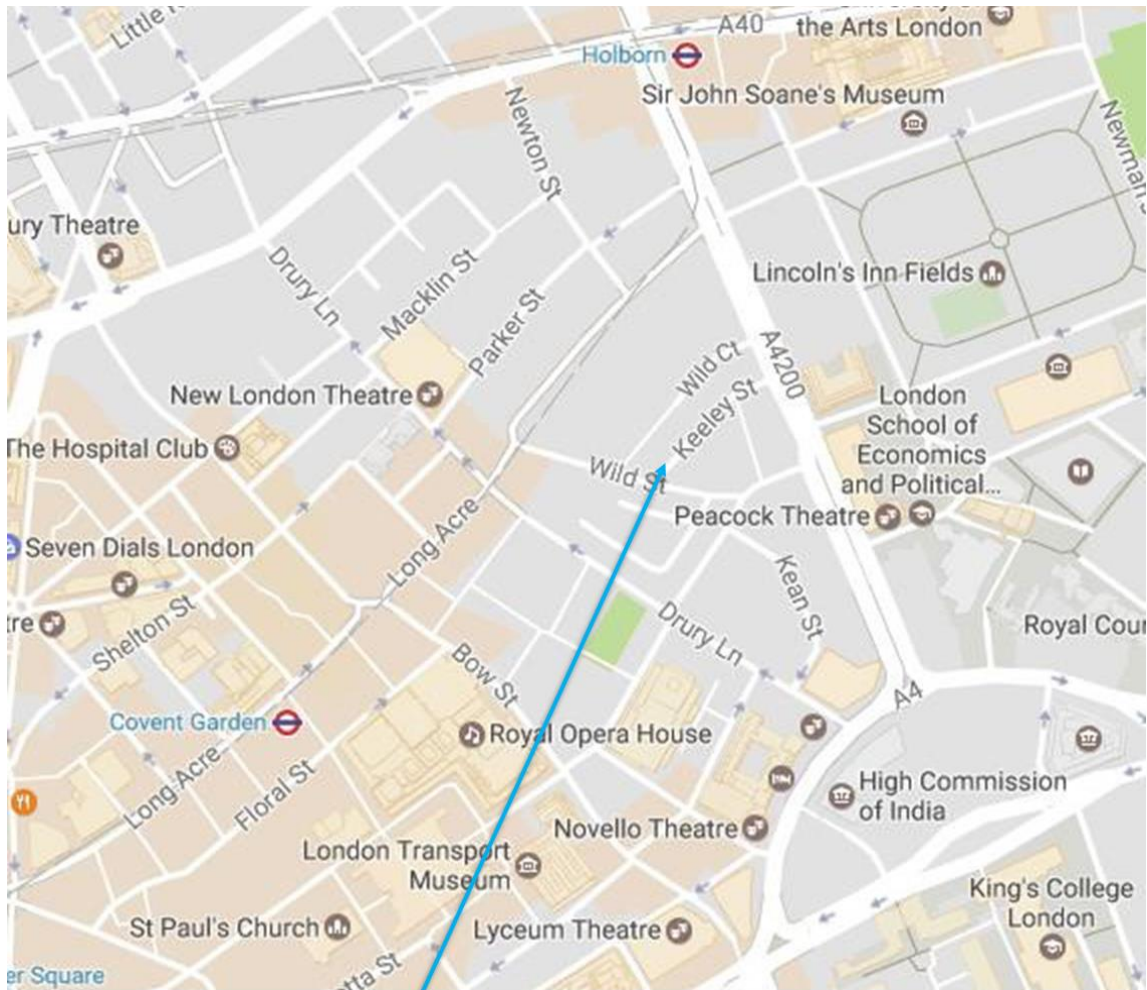 Little
A40
the Arts London
Holborn
Sir John Soane's Museum
Newton St
Newman's
ury Theatre
Drury Ln
Macklin St
Lincoln's Inn Fields
Parker St
A4200
Wild Ct
New London Theatre
Keeley St
London
School of
Economics
and Political...
The Hospital Club
Wild St
Peacock Theatre
Long Acre
Seven Dials London
Kean St
Shelton St
tre
Drury Ln
Royal Cour
Bow St
A4
Covent Garden
Royal Opera House
Long Acre
Floral St
High Commission
of India
Novello Theatre
London Transport
Museum
King's College
London
St Paul's Church
Lyceum Theatre
er Square
etta St